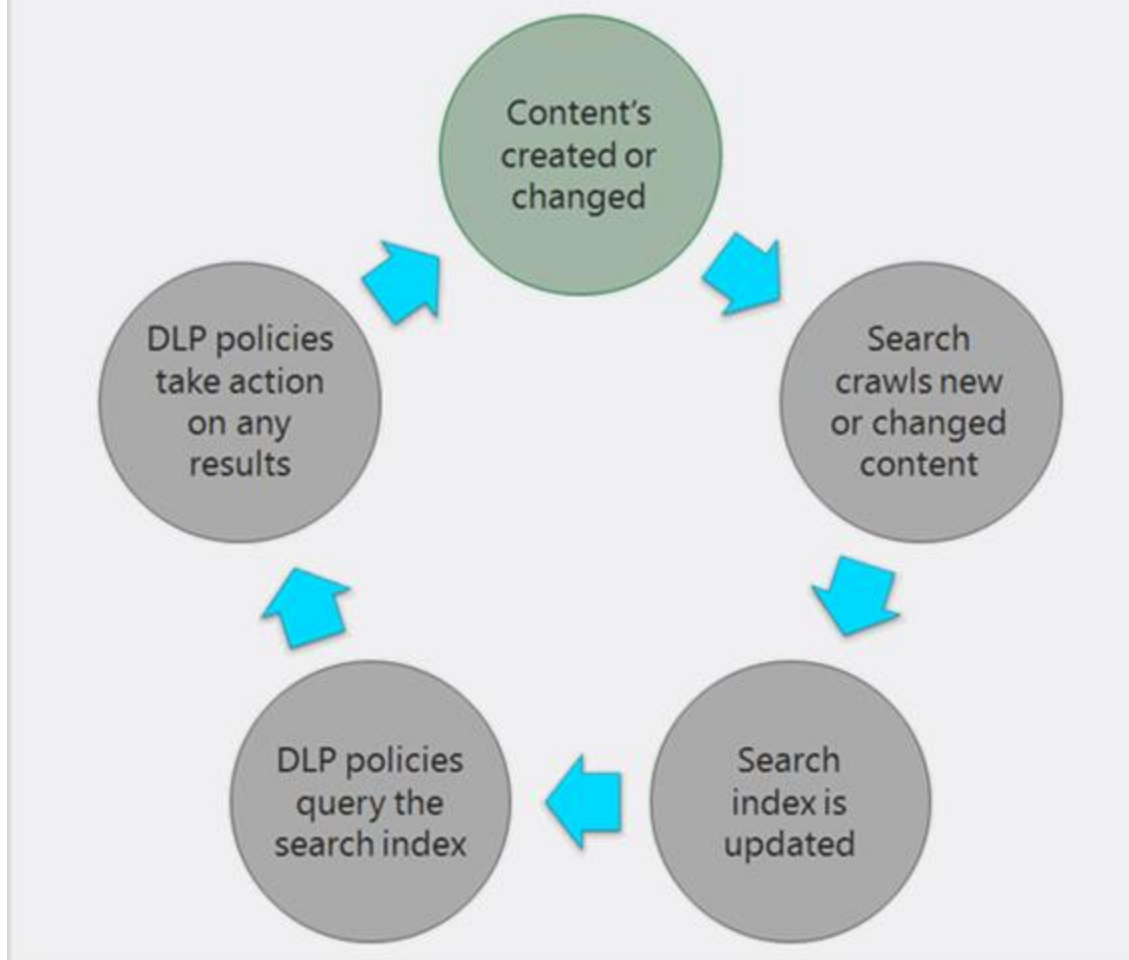 Content's
created or
changed
Search
crawls new
or changed
content
Search
index is
updated
DLP policies
query the
search index
DLP policies
take action
on any
results